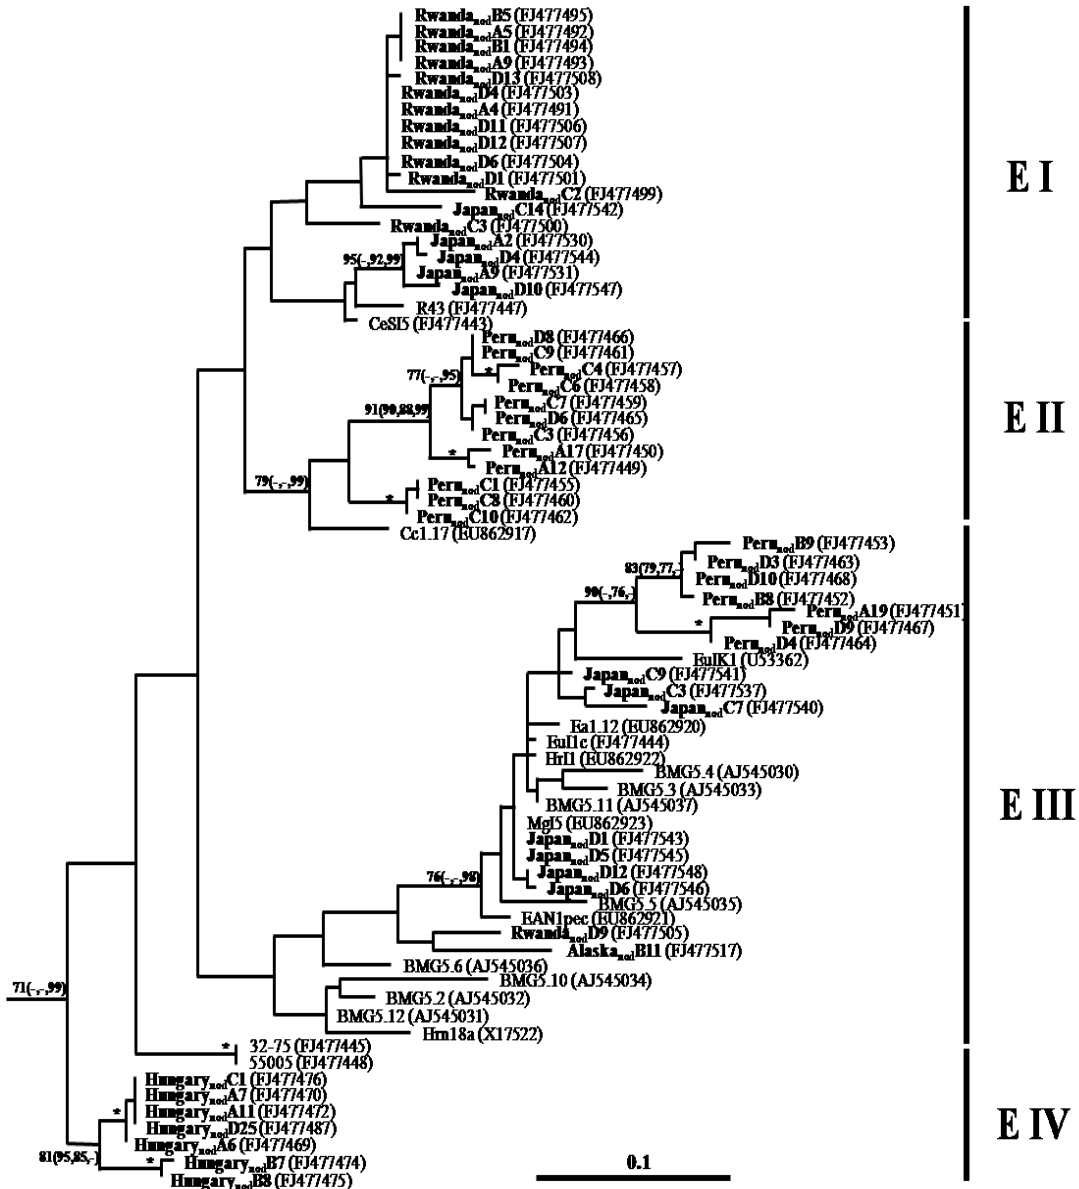 Rwanda nod B5 (FJ477495)
Rwanda nod A5 (FJ477492)
Rwanda nod B1 (FJ477494)
Rwanda nod A9 (FJ477493)
Rwanda nod D13 (FJ477508)
Rwanda nod D4 (FJ477503)
Rwanda nod A4 (FJ477491)
Rwanda nod D11 (FJ477506)
Rwanda nod D12 (FJ477507)
Rwanda nod D6 (FJ477504)
Rwanda nod D1 (FJ477501)
Rwanda nod C2 (FJ477499)
Japan nod C14 (FJ477542)
Rwanda nod C3 (FJ477500)
Japan nod A2 (FJ477530)
95(-,92,99) Japan nod D4 (FJ477544)
Japan nod A9 (FJ477531)
Japan nod D10 (FJ477547)
R43 (FJ477447)
CeSI5 (FJ477443)
E I
Peru nod D8 (FJ477466)
Peru nod C9 (FJ477461)
* Peru nod C4 (FJ477457)
77(-,-,95)
Peru nod C6 (FJ477458)
Peru nod C7 (FJ477459)
91(90,88,99)
Peru nod D6 (FJ477465)
Peru nod C3 (FJ477456)
* Peru nod A17 (FJ477450)
Peru nod A12 (FJ477449)
79(-,-,99)
Peru nod C1 (FJ477455)
* Peru nod C8 (FJ477460)
Peru nod C10 (FJ477462)
Cc1.17 (EU862917)
E II
Peru nod B9 (FJ477453)
Peru nod D3 (FJ477463)
83(79,77,-
Peru nod D10 (FJ477468)
90(-,76,-)
Peru nod B8 (FJ477452)
Peru nod A19 (FJ477451)
* Peru nod D9 (FJ477467)
Peru nod D4 (FJ477464)
EuIK1 (U53362)
Japan nod C9 (FJ477541)
Japan nod C3 (FJ477537)
Japan nod C7 (FJ477540)
Ea1.12 (EU862920)
EuI1c (FJ477444)
HrI1 (EU862922)
BMG5.4 (AJ545030)
BMG5.3 (AJ545033)
BMG5.11 (AJ545037)
MgI5 (EU862923)
Japan nod D1 (FJ477543)
Japan nod D5 (FJ477545)
76(-,-,98) Japan nod D12 (FJ477548)
Japan nod D6 (FJ477546)
BMG5.5 (AJ545035)
EAN1pec (EU862921)
Rwanda nod D9 (FJ477505)
Alaska nod B11 (FJ477517)
BMG5.6 (AJ545036)
BMG5.10 (AJ545034)
BMG5.2 (AJ545032)
BMG5.12 (AJ545031)
Hrn18a (X17522)
E III
71(-,-,99)
* 32-75 (FJ477445)
55005 (FJ477448)
Hungary nod C1 (FJ477476)
Hungary nod A7 (FJ477470)
* Hungary nod A11 (FJ477472)
Hungary nod D25 (FJ477487)
Hungary nod A6 (FJ477469)
81(95,85,-)
* Hungary nod B7 (FJ477474)
Hungary nod B8 (FJ477475)
E IV
0.1